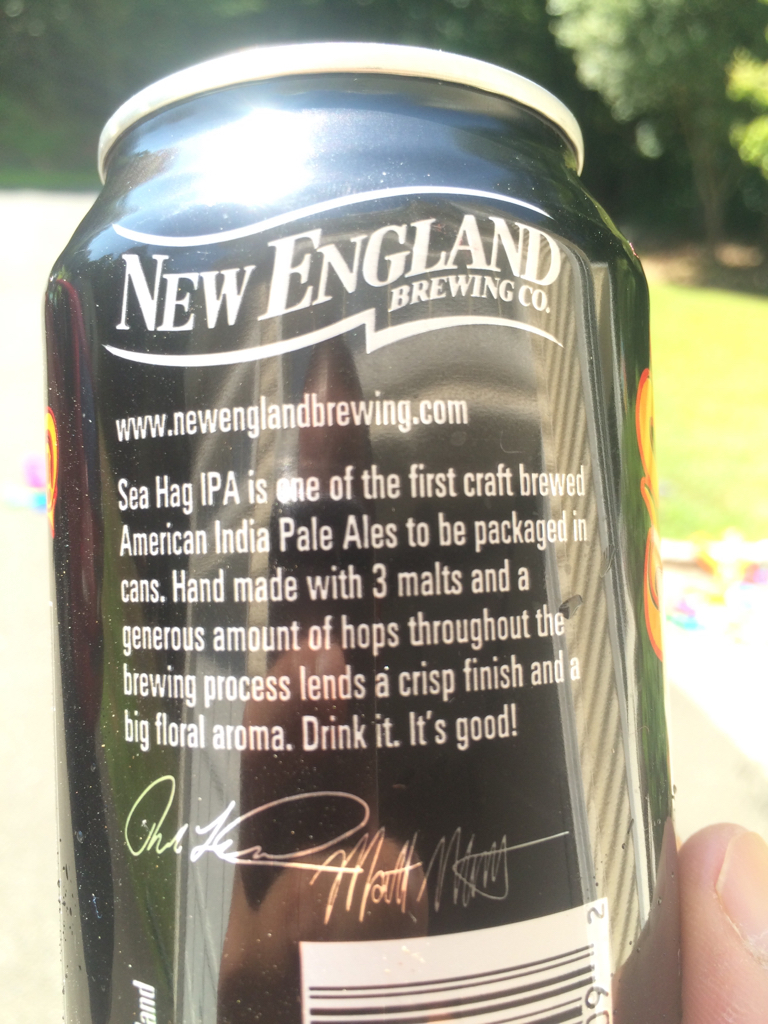 NEW ENGLAND
BREWING CO.
www.newenglandbrewing.com
Sea Hag IPA is one of the first craft brewed
American India Pale Ales to be packaged in
cans. Hand made with 3 malts and a
generous amount of hops throughout the
brewing process lends a crisp finish and a
big floral aroma. Drink it. It's good!
Matt